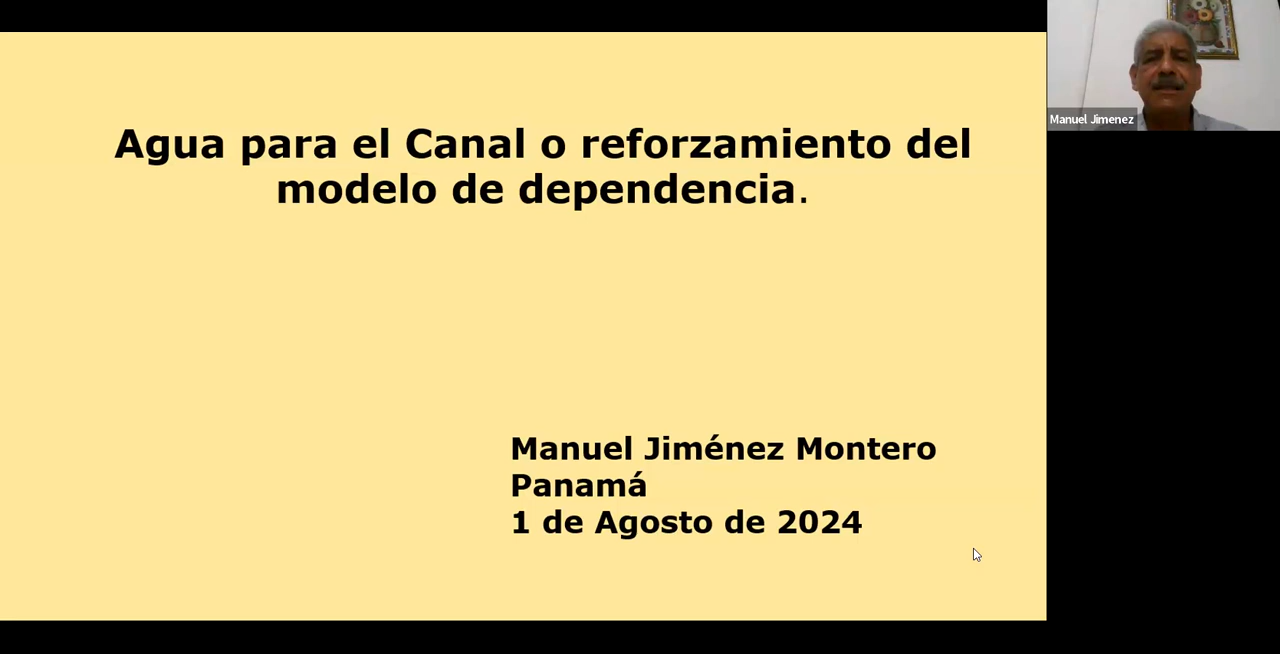 Agua para el Canal o reforzamiento del
modelo de dependencia.
Manuel Jiménez Montero
Panamá
1 de Agosto de 2024
Manuel Jimenez